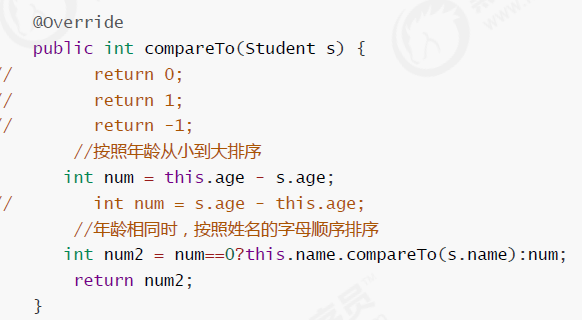 @Override
public int compareTo(Student s) {
// return 0;
// return 1;
// return -1;
//按照年龄从小到大排序
int num = this.age - s.age;
// int num = s.age - this.age;
//年龄相同时，按照姓名的字母顺序排序
int num2 = num==0?this.name.compareTo(s.name):num;
return num2;
}